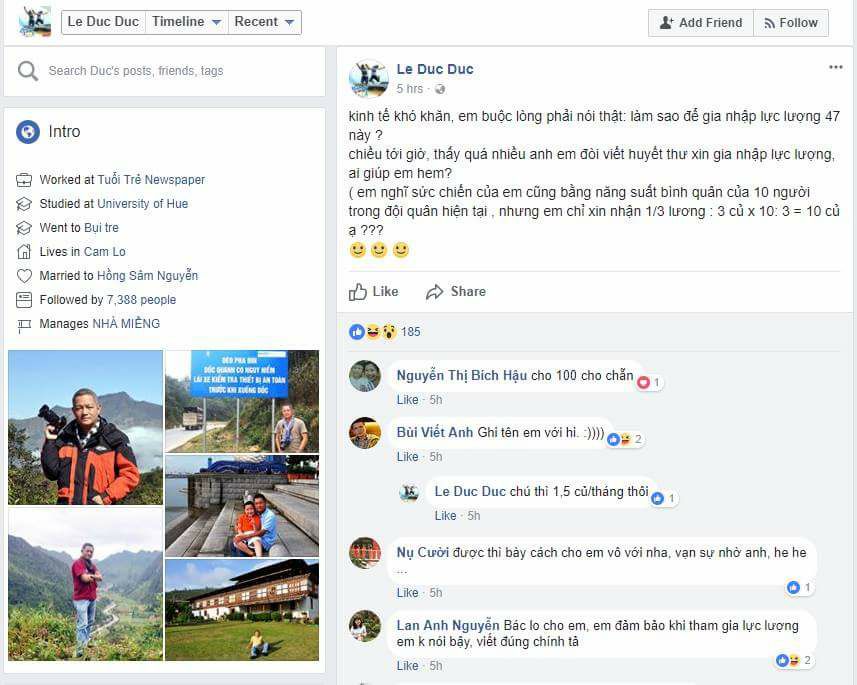 Le Duc Duc
Timeline
Recent
Add Friend
Follow
Search Duc's posts, friends, tags
Intro
Worked at Tuổi Trẻ Newspaper
Studied at University of Hue
Went to Bụi tre
Lives in Cam Lo
Married to Hồng Sâm Nguyễn
Followed by 7,388 people
Manages NHÀ MIỀNG
ĐÈO PHA ĐIN
DỐC QUANH CO NGUY HIỂM
LÁI XE KIỂM TRA THIẾT BỊ AN TOÀN
TRƯỚC KHI XUỐNG DỐC
Le Duc Duc
5 hrs ·
kinh tế khó khăn, em buộc lòng phải nói thật: làm sao để gia nhập lực lượng 47
này ?
chiều tới giờ, thấy quá nhiều anh em đòi viết huyết thư xin gia nhập lực lượng,
ai giúp em hem?
( em nghĩ sức chiến của em cũng bằng năng suất bình quân của 10 người
trong đội quân hiện tại , nhưng em chỉ xin nhận 1/3 lương : 3 củ x 10: 3 = 10 củ
ạ ???
Like
Share
185
Nguyễn Thị Bích Hậu cho 100 cho chẵn
1
Like · 5h
Bùi Viết Anh Ghi tên em với hi. :))))
2
Like · 5h
Le Duc Duc chú thì 1,5 củ/tháng thôi
1
Like · 5h
Nụ Cười được thì bày cách cho em vô với nha, vạn sự nhờ anh, he he
...
1
Like · 5h
Lan Anh Nguyễn Bác lo cho em, em đảm bảo khi tham gia lực lượng
em k nói bậy, viết đúng chính tả
2
Like · 5h